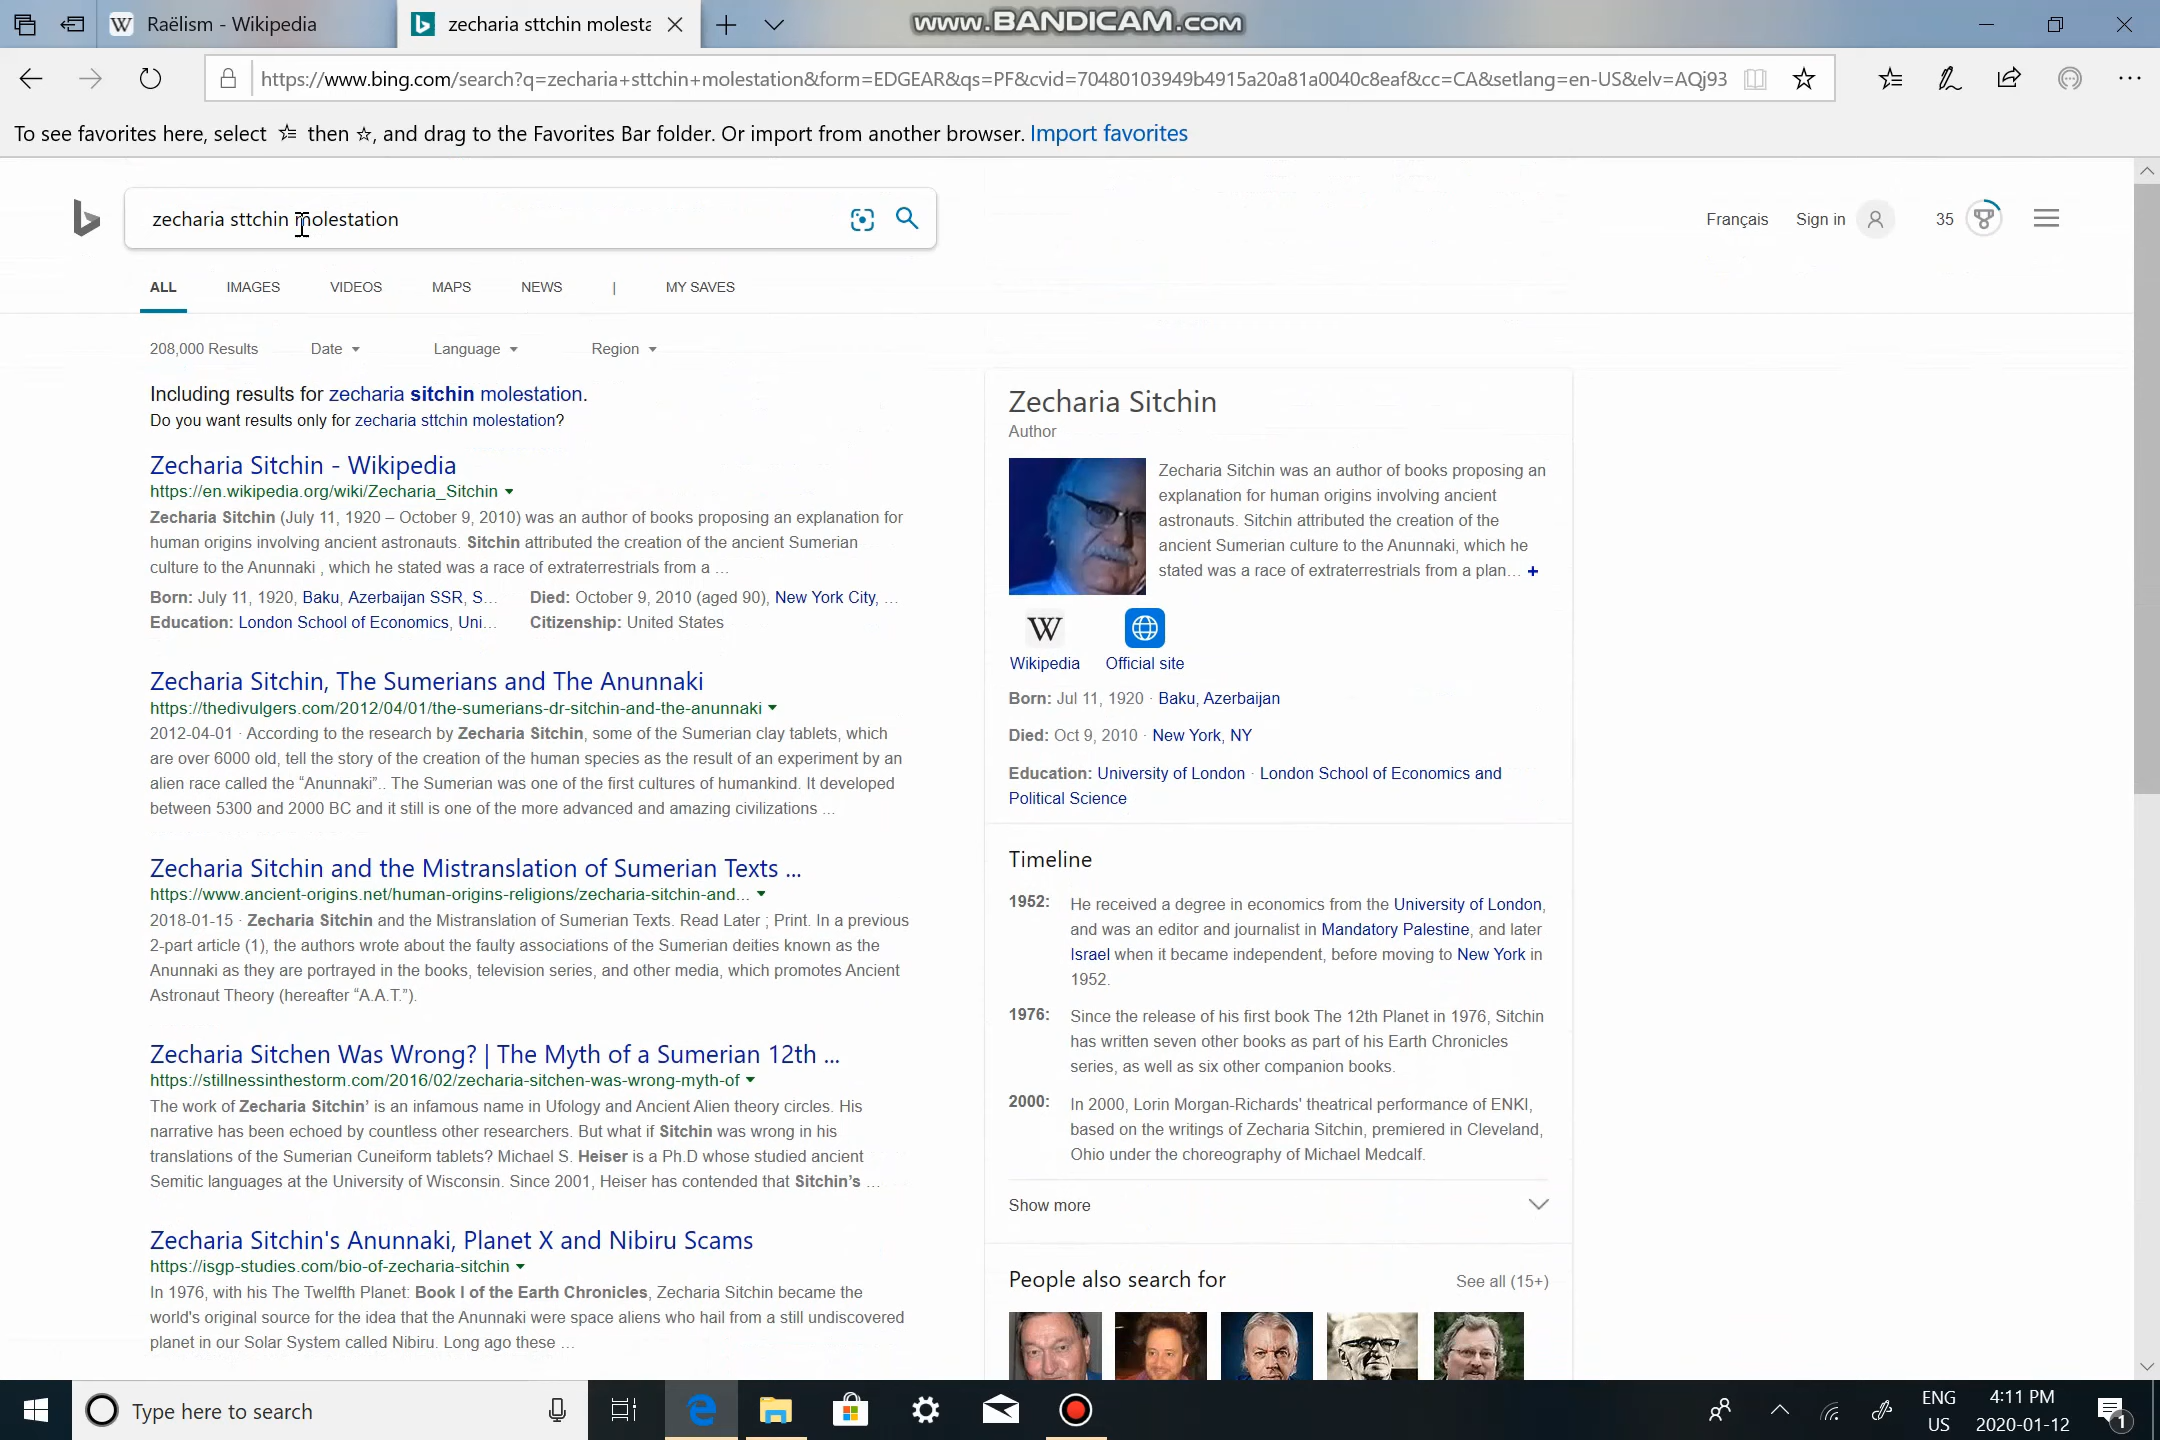 Raëlism - Wikipedia
zecharia sttchin molesta
www.BANDICAM.com
https://www.bing.com/search?q=zecharia+sttchin+molestation&form=EDGEAR&qs=PF&cvid=70480103949b4915a20a81a0040c8eaf&cc=CA&setlang=en-US&elv=AQj93
To see favorites here, select then ☆, and drag to the Favorites Bar folder. Or import from another browser. Import favorites
zecharia sttchin molestation
Français Sign in 35
ALL IMAGES VIDEOS MAPS NEWS | MY SAVES
208,000 Results Date Language Region
Including results for zecharia sitchin molestation.
Do you want results only for zecharia sttchin molestation?
Zecharia Sitchin - Wikipedia
https://en.wikipedia.org/wiki/Zecharia_Sitchin
Zecharia Sitchin (July 11, 1920 – October 9, 2010) was an author of books proposing an explanation for
human origins involving ancient astronauts. Sitchin attributed the creation of the ancient Sumerian
culture to the Anunnaki , which he stated was a race of extraterrestrials from a ...
Born: July 11, 1920, Baku, Azerbaijan SSR, S... Died: October 9, 2010 (aged 90), New York City, ...
Education: London School of Economics, Uni... Citizenship: United States
Zecharia Sitchin, The Sumerians and The Anunnaki
https://thedivulgers.com/2012/04/01/the-sumerians-dr-sitchin-and-the-anunnaki
2012-04-01 · According to the research by Zecharia Sitchin, some of the Sumerian clay tablets, which
are over 6000 old, tell the story of the creation of the human species as the result of an experiment by an
alien race called the “Anunnaki”.. The Sumerian was one of the first cultures of humankind. It developed
between 5300 and 2000 BC and it still is one of the more advanced and amazing civilizations ...
Zecharia Sitchin and the Mistranslation of Sumerian Texts ...
https://www.ancient-origins.net/human-origins-religions/zecharia-sitchin-and...
2018-01-15 · Zecharia Sitchin and the Mistranslation of Sumerian Texts. Read Later ; Print. In a previous
2-part article (1), the authors wrote about the faulty associations of the Sumerian deities known as the
Anunnaki as they are portrayed in the books, television series, and other media, which promotes Ancient
Astronaut Theory (hereafter “A.A.T.”).
Zecharia Sitchen Was Wrong? | The Myth of a Sumerian 12th ...
https://stillnessinthestorm.com/2016/02/zecharia-sitchen-was-wrong-myth-of
The work of Zecharia Sitchin’ is an infamous name in Ufology and Ancient Alien theory circles. His
narrative has been echoed by countless other researchers. But what if Sitchin was wrong in his
translations of the Sumerian Cuneiform tablets? Michael S. Heiser is a Ph.D whose studied ancient
Semitic languages at the University of Wisconsin. Since 2001, Heiser has contended that Sitchin’s ...
Zecharia Sitchin's Anunnaki, Planet X and Nibiru Scams
https://isgp-studies.com/bio-of-zecharia-sitchin
In 1976, with his The Twelfth Planet: Book I of the Earth Chronicles, Zecharia Sitchin became the
world's original source for the idea that the Anunnaki were space aliens who hail from a still undiscovered
planet in our Solar System called Nibiru. Long ago these ...
Zecharia Sitchin
Author
Zecharia Sitchin was an author of books proposing an
explanation for human origins involving ancient
astronauts. Sitchin attributed the creation of the
ancient Sumerian culture to the Anunnaki, which he
stated was a race of extraterrestrials from a plan... +
W
Wikipedia Official site
Born: Jul 11, 1920 · Baku, Azerbaijan
Died: Oct 9, 2010 · New York, NY
Education: University of London · London School of Economics and
Political Science
Timeline
1952: He received a degree in economics from the University of London,
and was an editor and journalist in Mandatory Palestine, and later
Israel when it became independent, before moving to New York in
1952.
1976: Since the release of his first book The 12th Planet in 1976, Sitchin
has written seven other books as part of his Earth Chronicles
series, as well as six other companion books.
2000: In 2000, Lorin Morgan-Richards' theatrical performance of ENKI,
based on the writings of Zecharia Sitchin, premiered in Cleveland,
Ohio under the choreography of Michael Medcalf.
Show more
People also search for See all (15+)
Type here to search
ENG
US
4:11 PM
2020-01-12
1